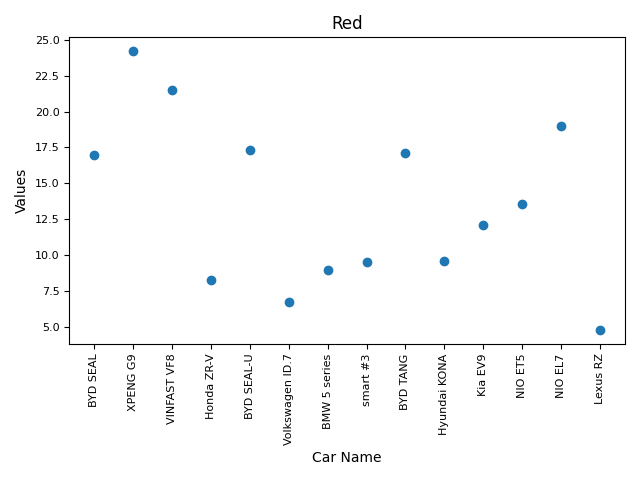 Red
Values
25.0
22.5
20.0
17.5
15.0
12.5
10.0
7.5
5.0
BYD SEAL
XPENG G9
VINFAST VF8
Honda ZR-V
BYD SEAL-U
Volkswagen ID.7
BMW 5 series
smart #3
BYD TANG
Hyundai KONA
Kia EV9
NIO ET5
NIO EL7
Lexus RZ
Car Name